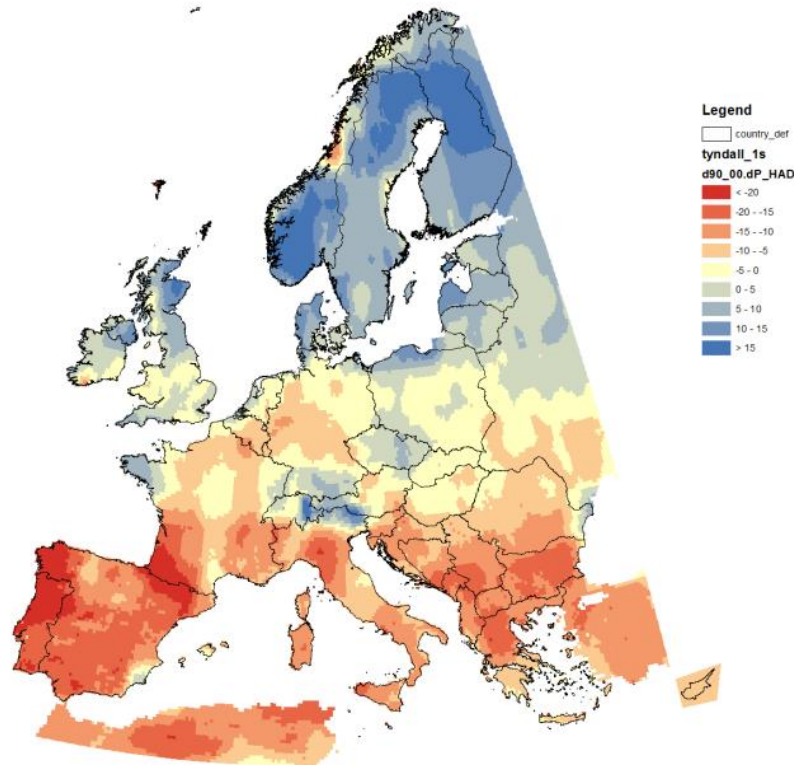 Legend
country_def
tyndall_1s
d90_00.dP_HAD
< -20
-20 - -15
-15 - -10
-10 - -5
-5 - 0
0 - 5
5 - 10
10 - 15
> 15